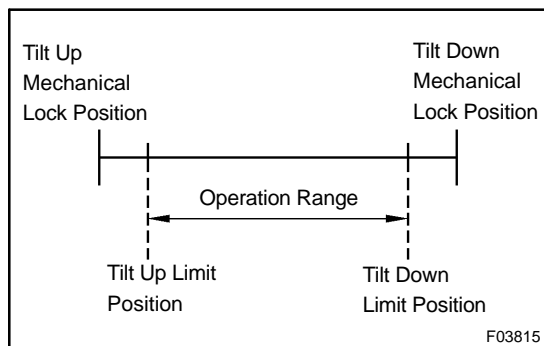 Tilt Up
Mechanical
Lock Position
Tilt Down
Mechanical
Lock Position
Operation Range
Tilt Up Limit
Position
Tilt Down
Limit Position
F03815